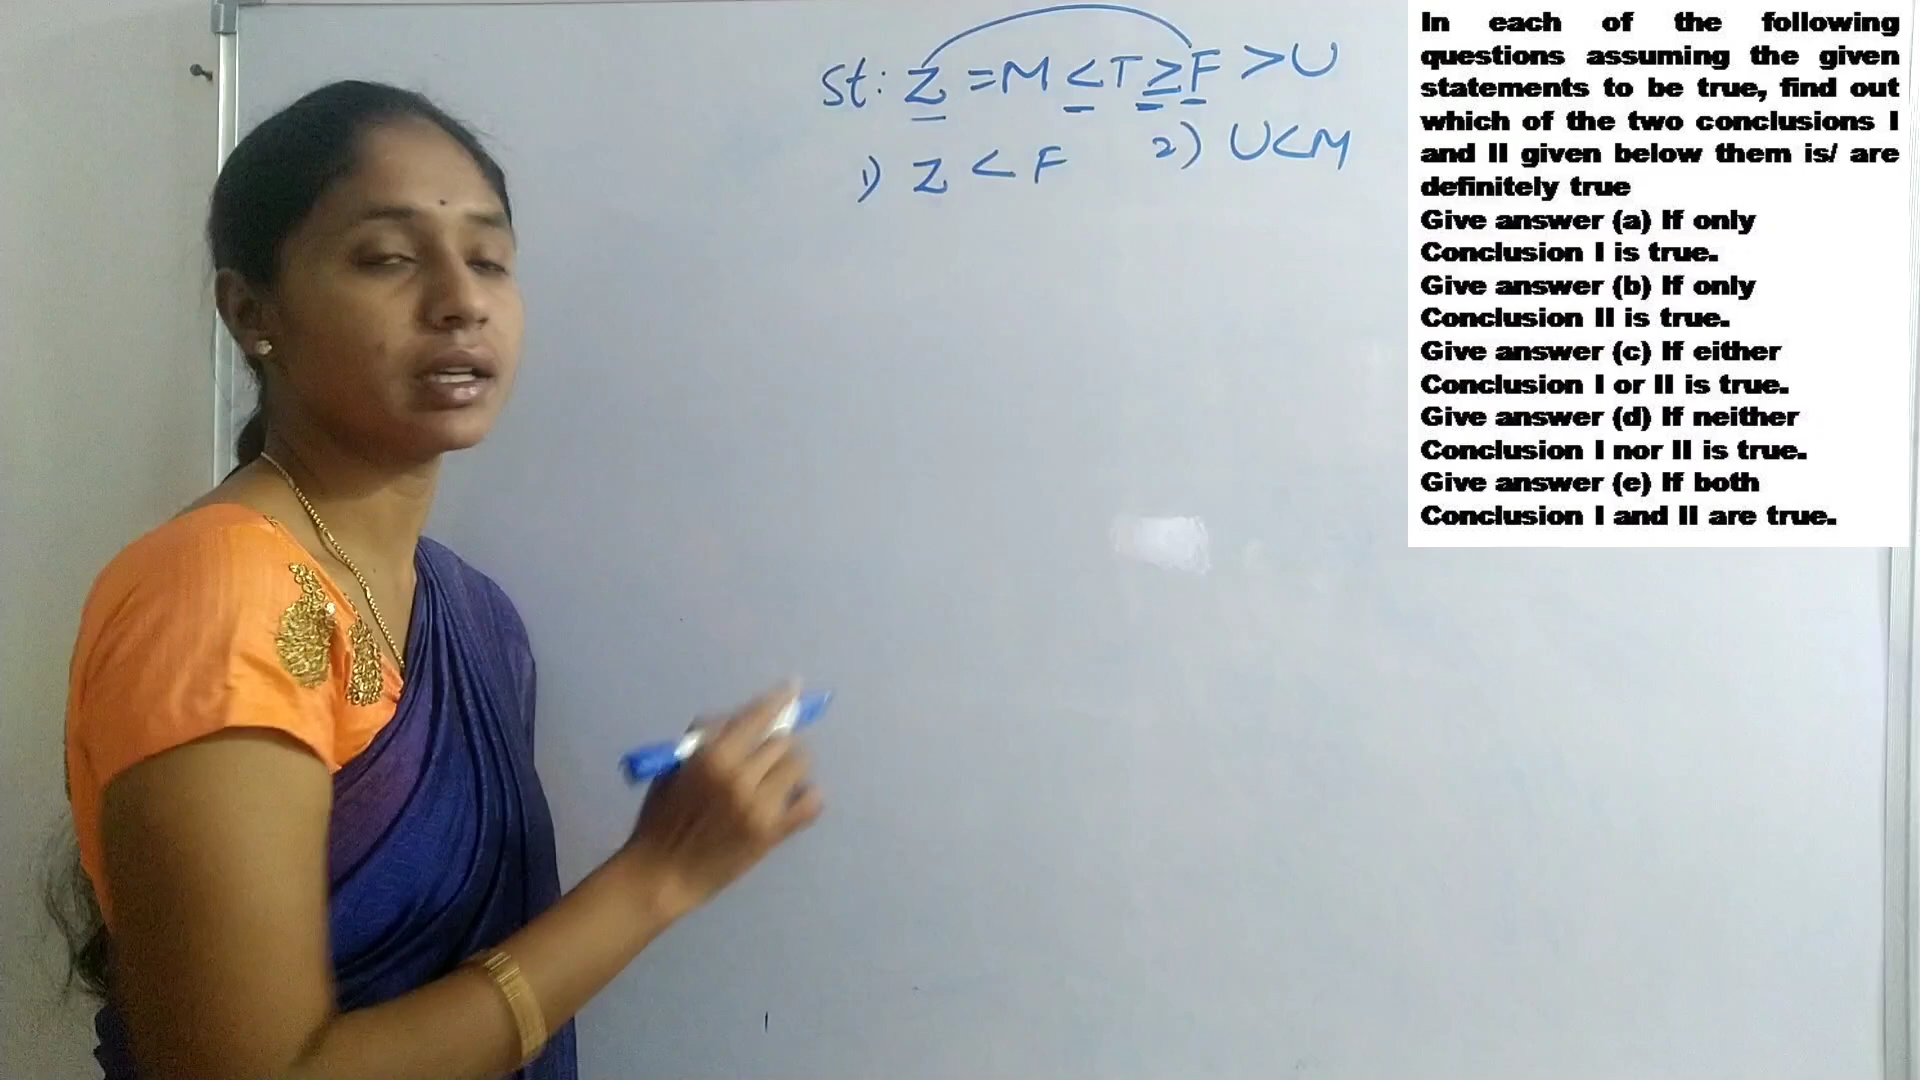 St: Z = M < T ≥ F > U
1) Z < F 2) U < M
In each of the following
questions assuming the given
statements to be true, find out
which of the two conclusions I
and II given below them is/ are
definitely true
Give answer (a) If only
Conclusion I is true.
Give answer (b) If only
Conclusion II is true.
Give answer (c) If either
Conclusion I or II is true.
Give answer (d) If neither
Conclusion I nor II is true.
Give answer (e) If both
Conclusion I and II are true.